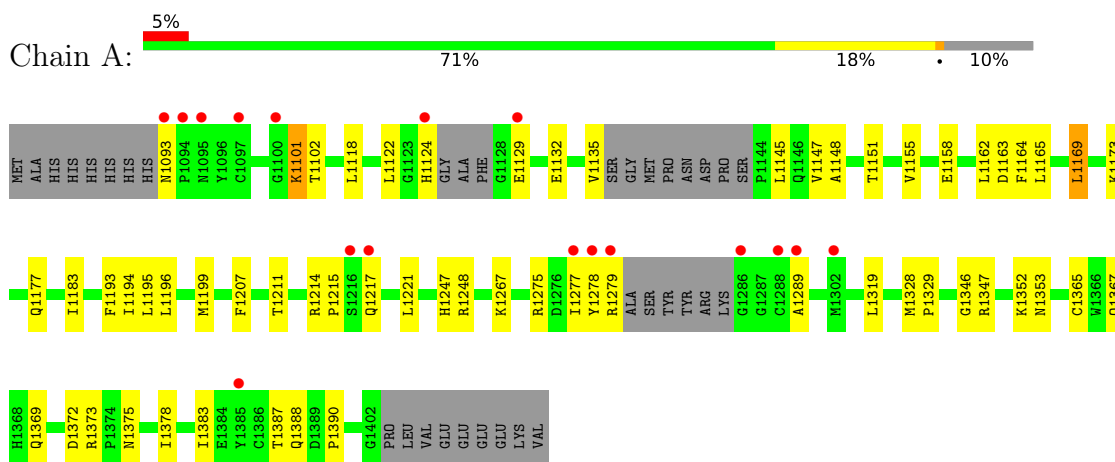 5%
Chain A:
71% 18% • 10%
MET ALA HIS HIS HIS HIS HIS HIS N1093 P1094 N1095 Y1096 C1097 G1100 K1101 T1102 L1118 L1122 G1123 H1124 GLY ALA PHE G1128 E1129 E1132 V1135 SER GLY MET PRO ASN ASP PRO SER P1144 L1145 Q1146 V1147 A1148 T1151 V1155 E1158 L1162 D1163 F1164 L1165 L1169 K1173
Q1177 I1183 F1193 I1194 L1195 L1196 M1199 F1207 T1211 R1214 P1215 S1216 Q1217 L1221 H1247 R1248 K1267 R1275 D1276 I1277 Y1278 R1279 ALA SER TYR TYR ARG LYS G1286 G1287 C1288 A1289 M1302 L1319 M1328 P1329 G1346 R1347 K1352 N1353 C1365 W1366 D1367
H1368 Q1369 D1372 R1373 P1374 N1375 I1378 I1383 E1384 Y1385 C1386 T1387 Q1388 D1389 P1390 G1402 PRO LEU VAL GLU GLU GLU GLU LYS VAL